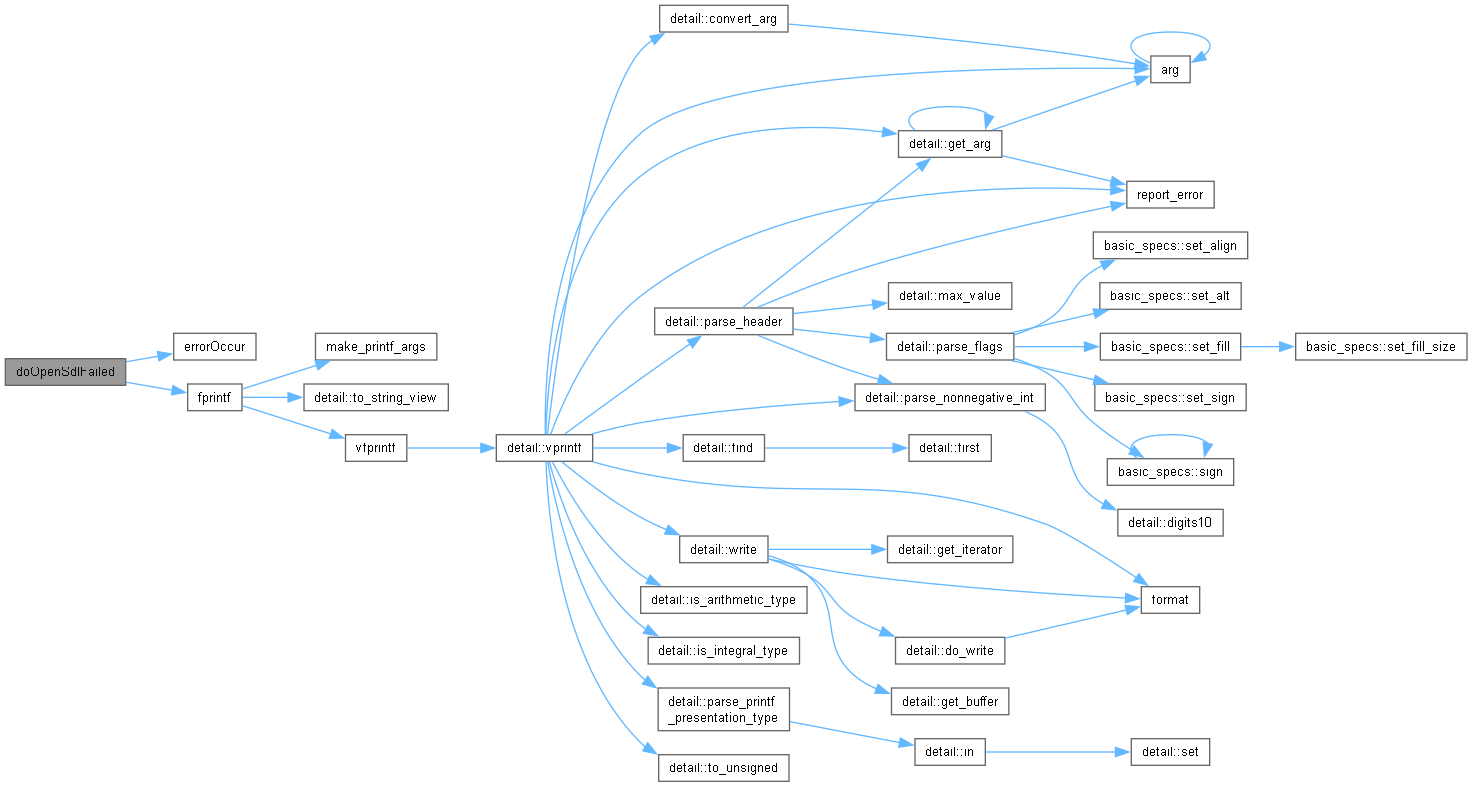 detail::convert_arg
arg
detail::get_arg
report_error
basic_specs::set_align
detail::max_value
basic_specs::set_alt
detail::parse_header
errorOccur
make_printf_args
detail::parse_flags
basic_specs::set_fill
basic_specs::set_fill_size
doOpenSdlFailed
fprintf
detail::to_string_view
detail::parse_nonnegative_int
basic_specs::set_sign
vfprintf
detail::vprintf
detail::find
detail::first
basic_specs::sign
detail::digits10
detail::write
detail::get_iterator
detail::is_arithmetic_type
format
detail::is_integral_type
detail::do_write
detail::parse_printf
_presentation_type
detail::get_buffer
detail::in
detail::set
detail::to_unsigned